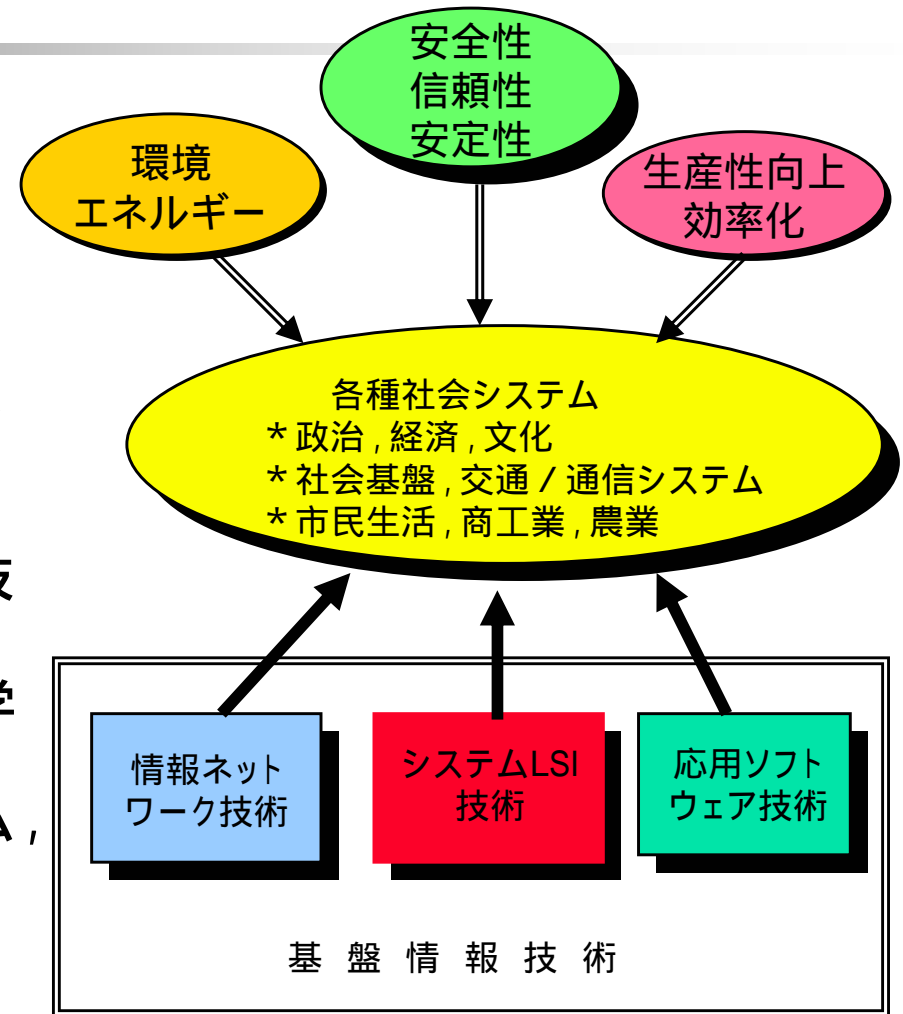 安全性
信頼性
安定性
環境
エネルギー
生産性向上
効率化
各種社会システム
*政治,経済,文化
*社会基盤,交通/通信システム
*市民生活,商工業,農業
情報ネット
ワーク技術
システムLSI
技術
応用ソフト
ウェア技術
ム,
基盤情報技術